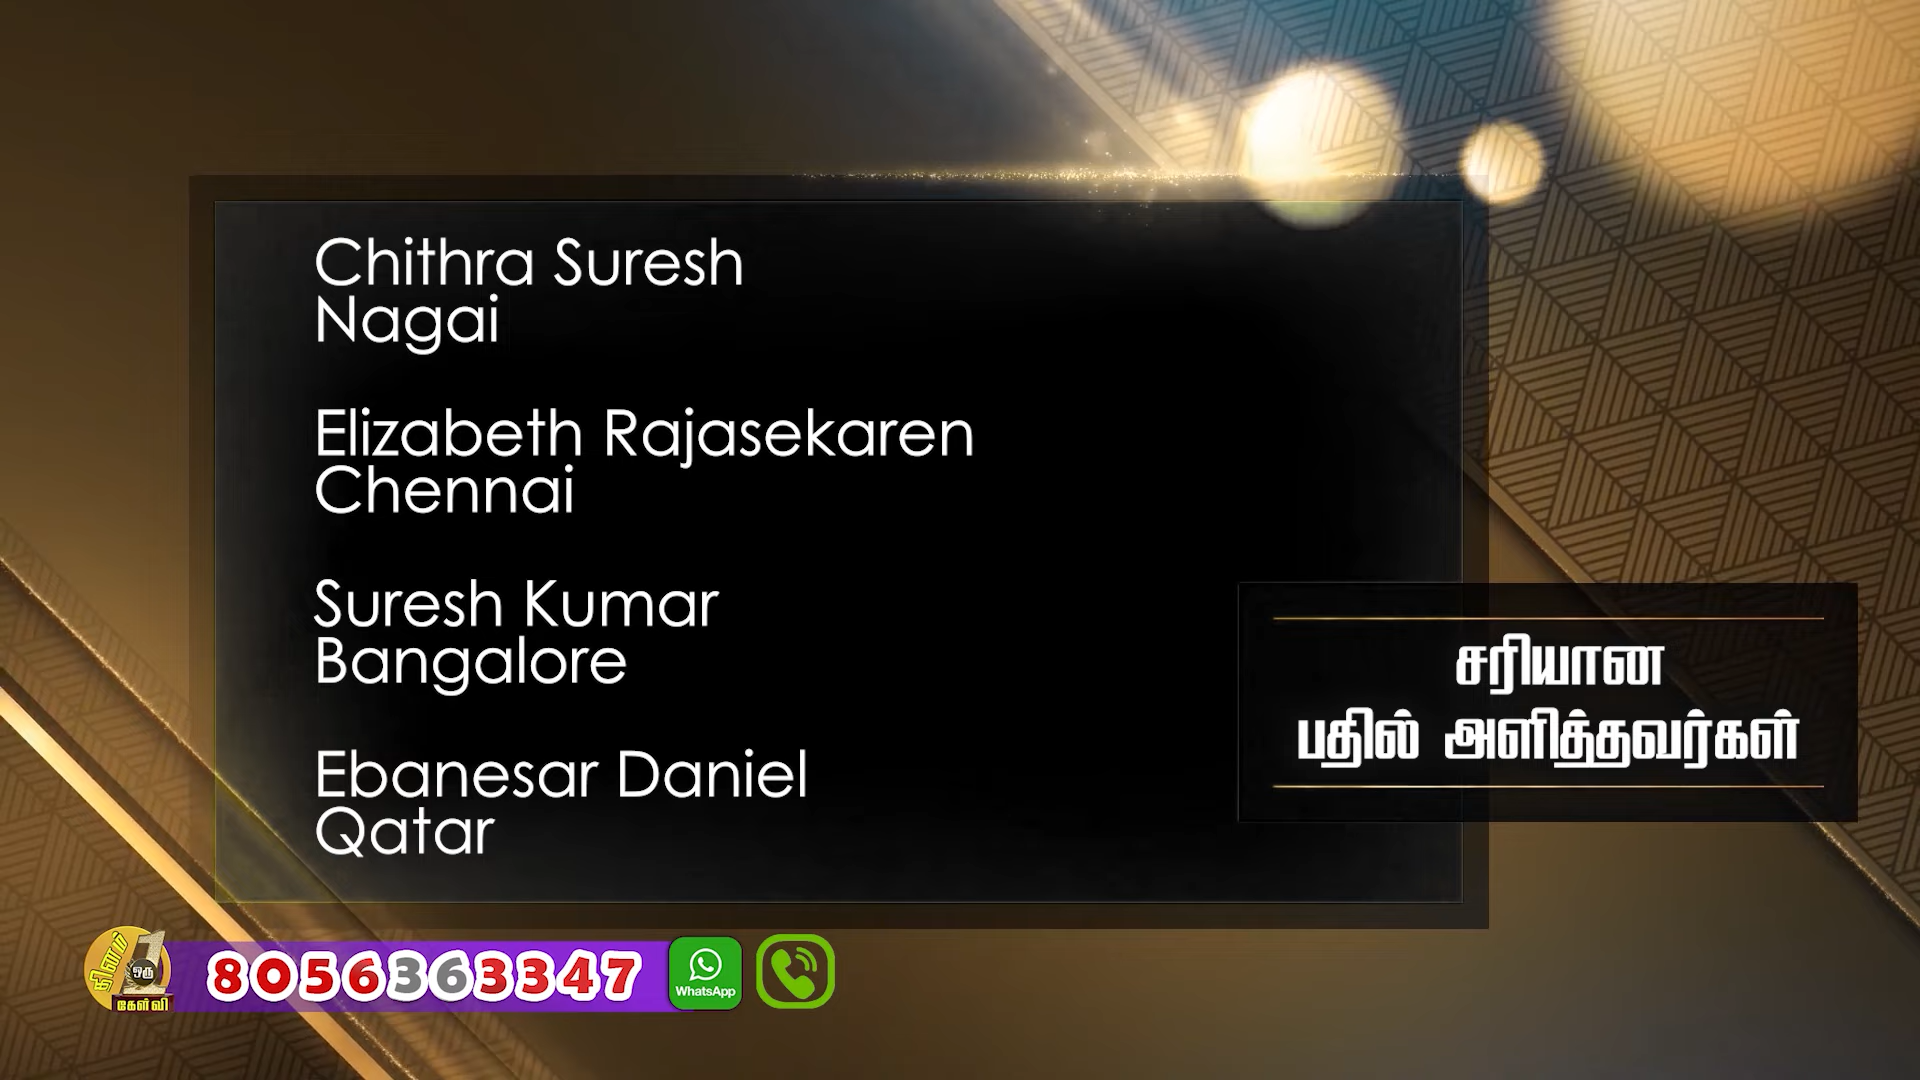 Chithra Suresh
Nagai
Elizabeth Rajasekaren
Chennai
Suresh Kumar
Bangalore
Ebanesar Daniel
Qatar
சரியான
பதில் அளித்தவர்கள்
தினம்
1
ஒரு
கேள்வி
8056363347
WhatsApp